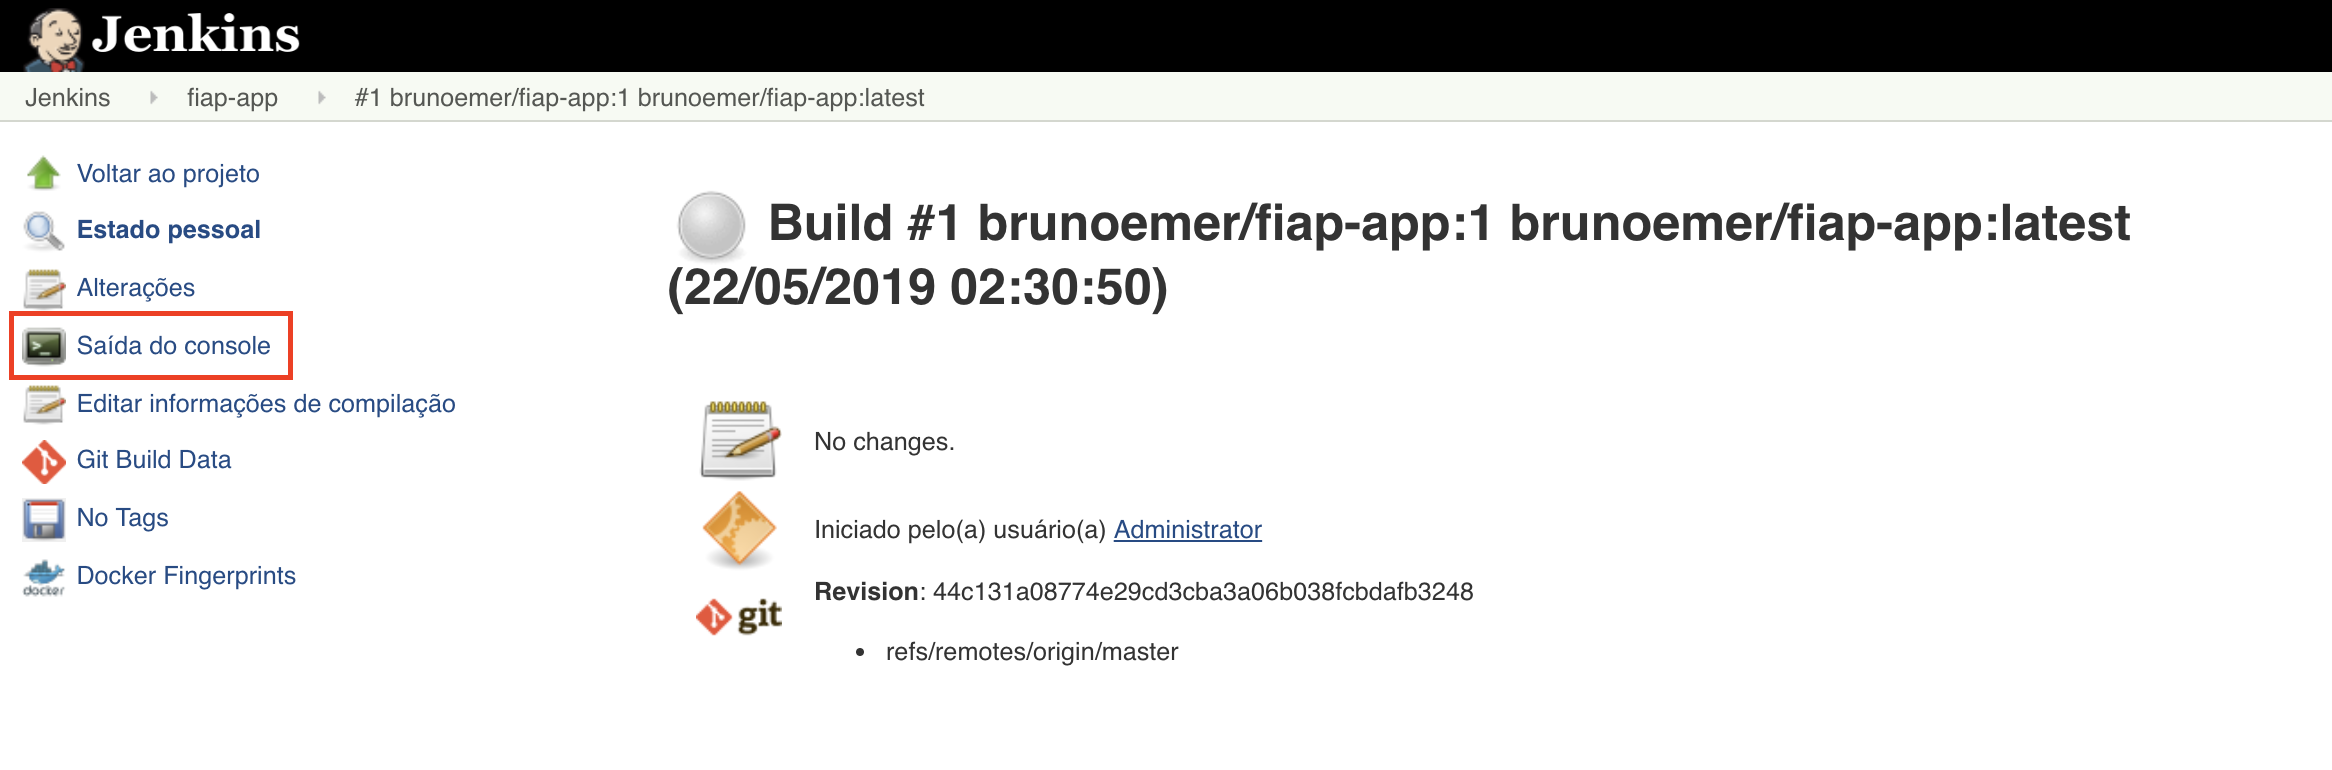 Jenkins
Jenkins fiap-app #1 brunoemer/fiap-app:1 brunoemer/fiap-app:latest
Voltar ao projeto
Estado pessoal
Alterações
Saída do console
Editar informações de compilação
Git Build Data
No Tags
docker Docker Fingerprints
Build #1 brunoemer/fiap-app:1 brunoemer/fiap-app:latest
(22/05/2019 02:30:50)
No changes.
Iniciado pelo(a) usuário(a) Administrator
Revision: 44c131a08774e29cd3cba3a06b038fcbdafb3248
git
• refs/remotes/origin/master